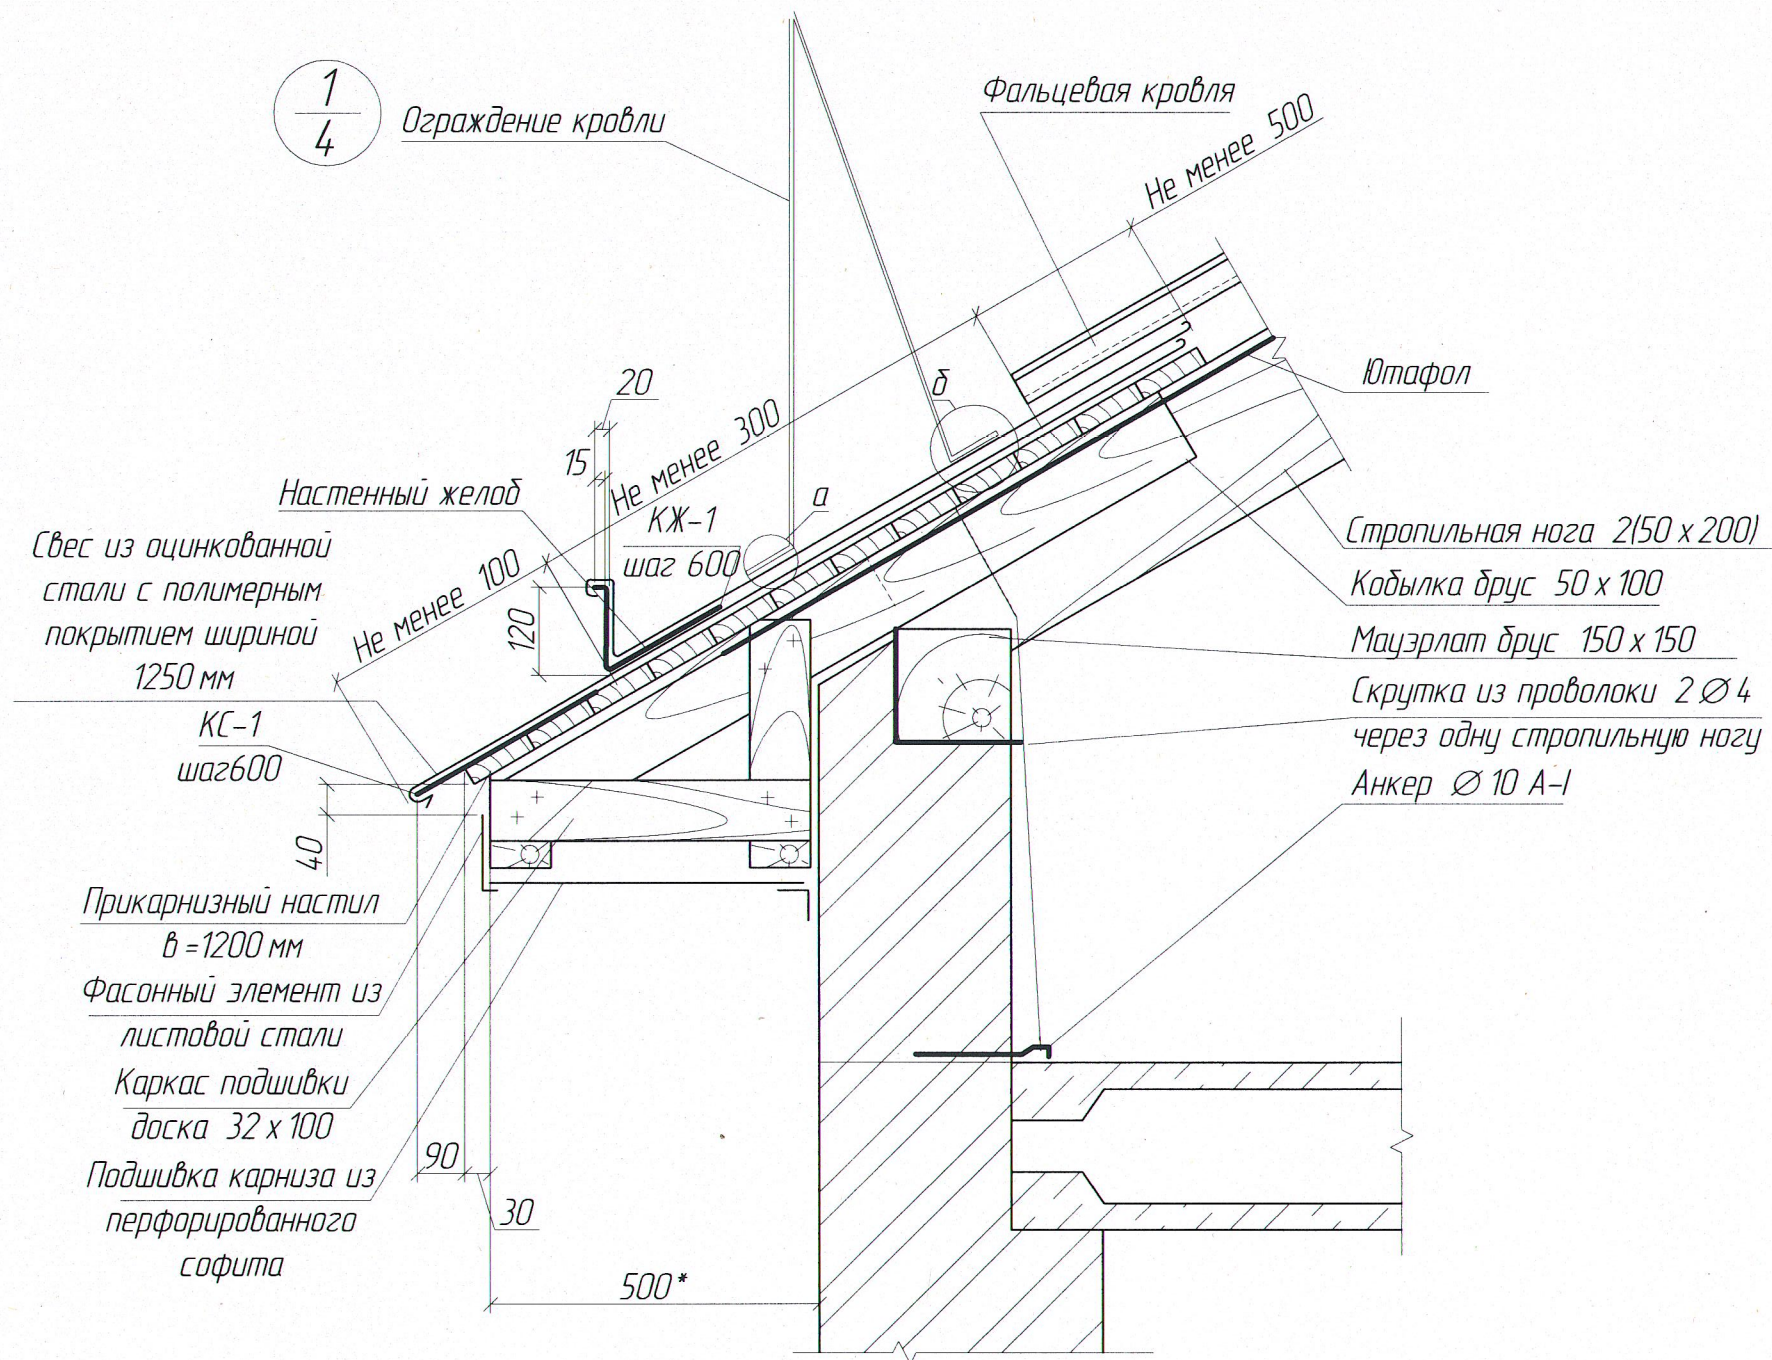 1
4
Ограждение кровли
Фальцевая кровля
Не менее 500
Не менее 300
Не менее 100
Ютафол
б
а
20
15
120
Настенный желоб
КЖ-1
шаг 600
Свес из оцинкованной
стали с полимерным
покрытием шириной
1250 мм
КС-1
шаг600
40
Стропильная нога 2(50 x 200)
Кобылка брус 50 x 100
Мауэрлат брус 150 x 150
Скрутка из проволоки 2 ∅ 4
через одну стропильную ногу
Анкер ∅ 10 А-I
Прикарнизный настил
в =1200 мм
Фасонный элемент из
листовой стали
Каркас подшивки
доска 32 x 100
Подшивка карниза из
перфорированного
софита
90
30
500*